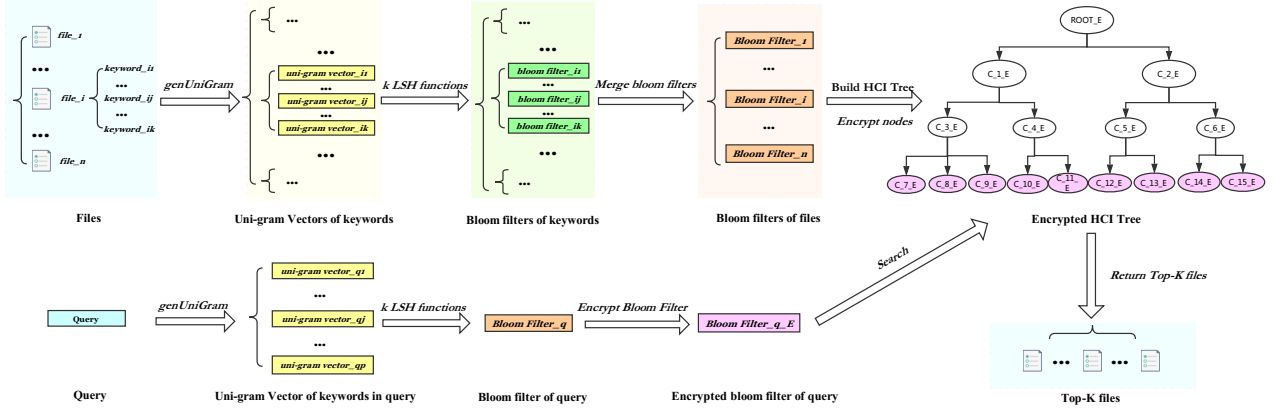 file_1
...
file_i
...
file_n
keyword_i1
...
keyword_ij
...
keyword_ik
Files
genUniGram
...
...
uni-gram vector_i1
...
uni-gram vector_ij
...
uni-gram vector_ik
...
...
Uni-gram Vectors of keywords
k LSH functions
...
...
bloom filter_i1
...
bloom filter_ij
...
bloom filter_ik
...
...
Bloom filters of keywords
Merge bloom filters
Bloom Filter_1
...
Bloom Filter_i
...
Bloom Filter_n
Bloom filters of files
Build HCI Tree
Encrypt nodes
ROOT_E
C_1_E
C_2_E
C_3_E
C_4_E
C_5_E
C_6_E
C_7_E
C_8_E
C_9_E
C_10_E
C_11_
E
C_12_E
C_13_E
C_14_E
C_15_E
Encrypted HCI Tree
Query
Query
genUniGram
uni-gram vector_q1
...
uni-gram vector_qj
...
uni-gram vector_qp
Uni-gram Vector of keywords in query
k LSH functions
Bloom Filter_q
Bloom filter of query
Encrypt Bloom Filter
Bloom Filter_q_E
Encrypted bloom filter of query
Search
Return Top-K files
...
...
Top-K files